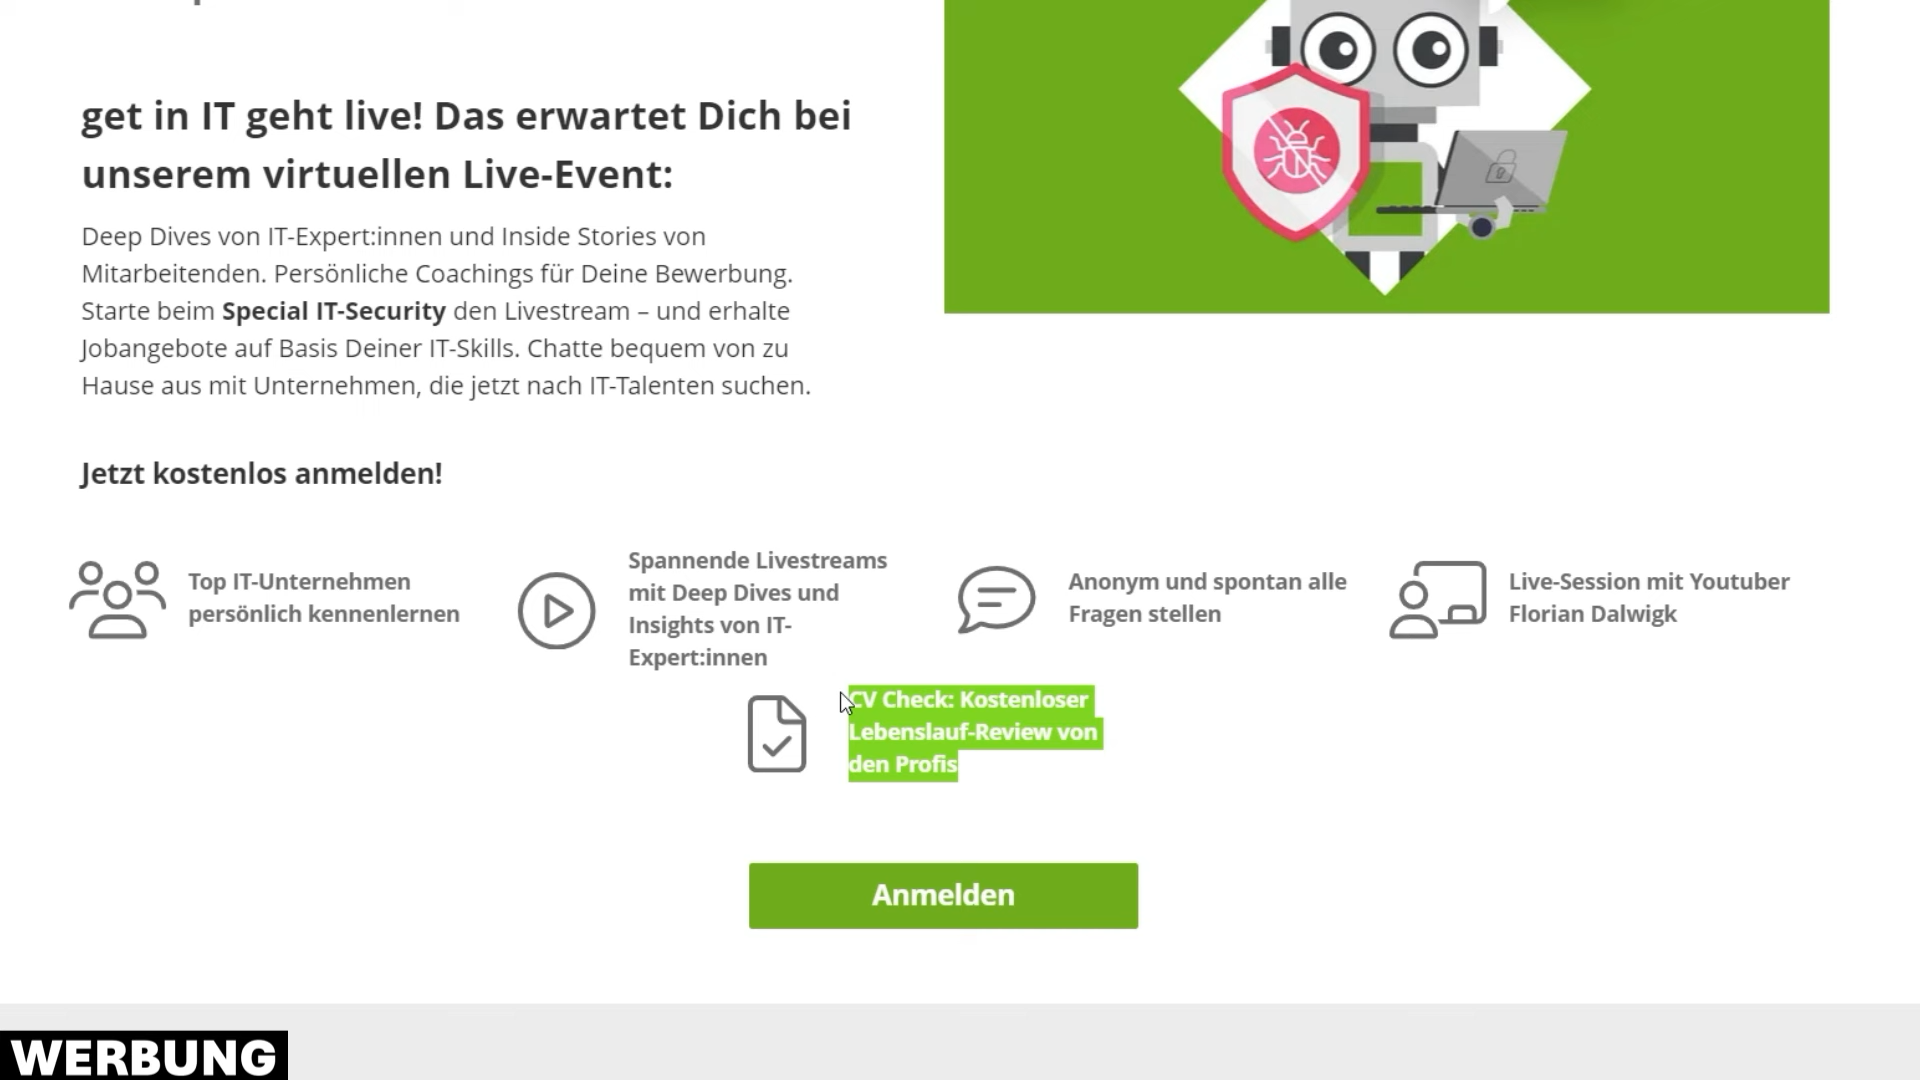 get in IT geht live! Das erwartet Dich bei
unserem virtuellen Live-Event:
Deep Dives von IT-Expert:innen und Inside Stories von
Mitarbeitenden. Persönliche Coachings für Deine Bewerbung.
Starte beim Special IT-Security den Livestream – und erhalte
Jobangebote auf Basis Deiner IT-Skills. Chatte bequem von zu
Hause aus mit Unternehmen, die jetzt nach IT-Talenten suchen.
Jetzt kostenlos anmelden!
Top IT-Unternehmen
persönlich kennenlernen
Spannende Livestreams
mit Deep Dives und
Insights von IT-
Expert:innen
Anonym und spontan alle
Fragen stellen
Live-Session mit Youtuber
Florian Dalwigk
CV Check: Kostenloser
Lebenslauf-Review von
den Profis
Anmelden
WERBUNG